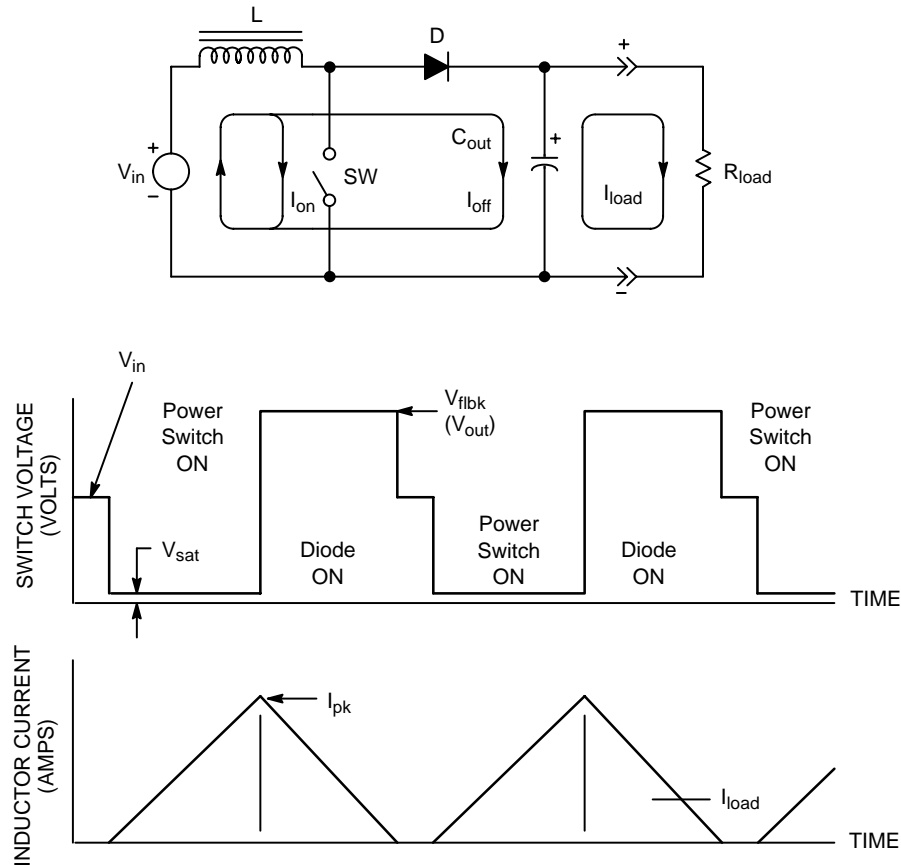 L
D
+
+
V_in
−
SW
I_on
C_out
I_off
+
I_load
R_load
−
V_in
SWITCH VOLTAGE
(VOLTS)
Power
Switch
ON
V_flbk
(V_out)
Power
Switch
ON
V_sat
Diode
ON
Power
Switch
ON
Diode
ON
TIME
INDUCTOR CURRENT
(AMPS)
I_pk
I_load
TIME